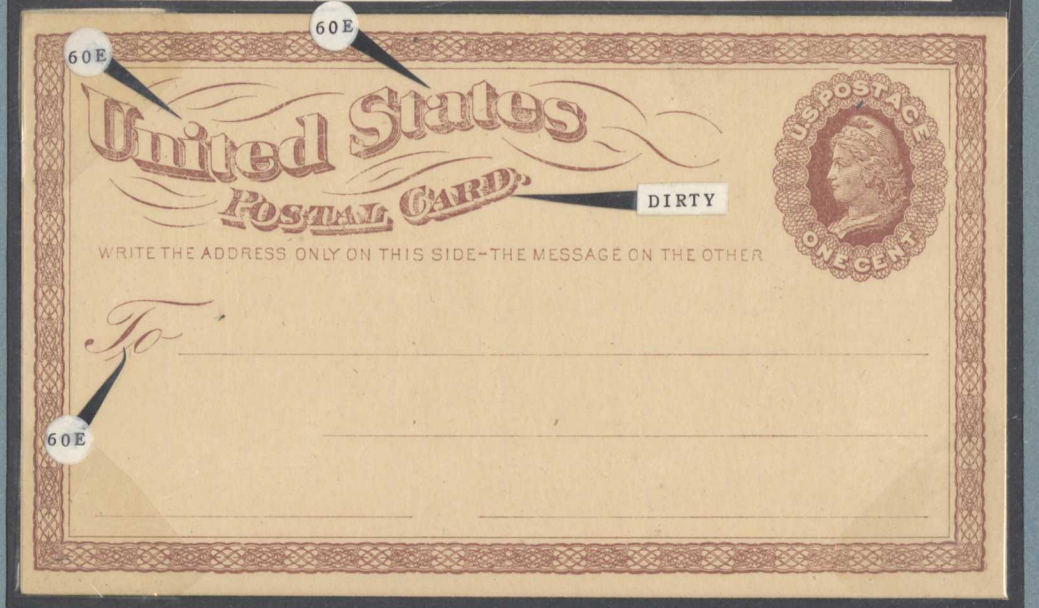 60E
60E
United States
POSTAL CARD.
DIRTY
U.S. POSTAGE
ONE CENT
WRITE THE ADDRESS ONLY ON THIS SIDE-THE MESSAGE ON THE OTHER
To
60E